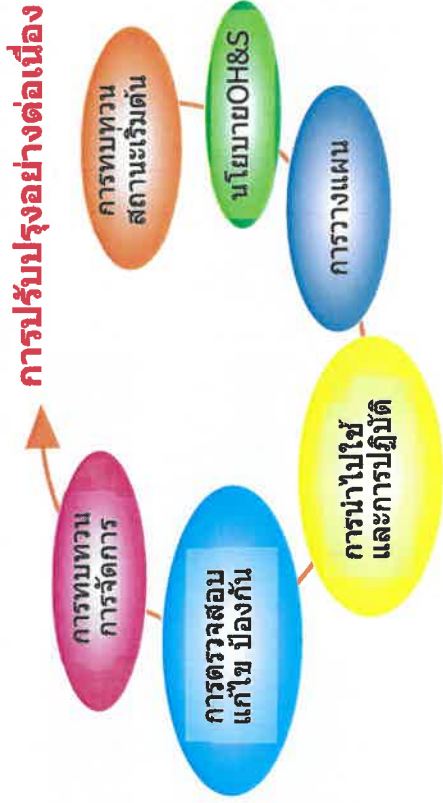 การปรับปรุงอย่างต่อเนื่อง
การทบทวน
สถานะเริ่มต้น
นโยบายOH&S
การวางแผน
การนำไปใช้
และการปฏิบัติ
การตรวจสอบ
แก้ไข ป้องกัน
การทบทวน
การจัดการ